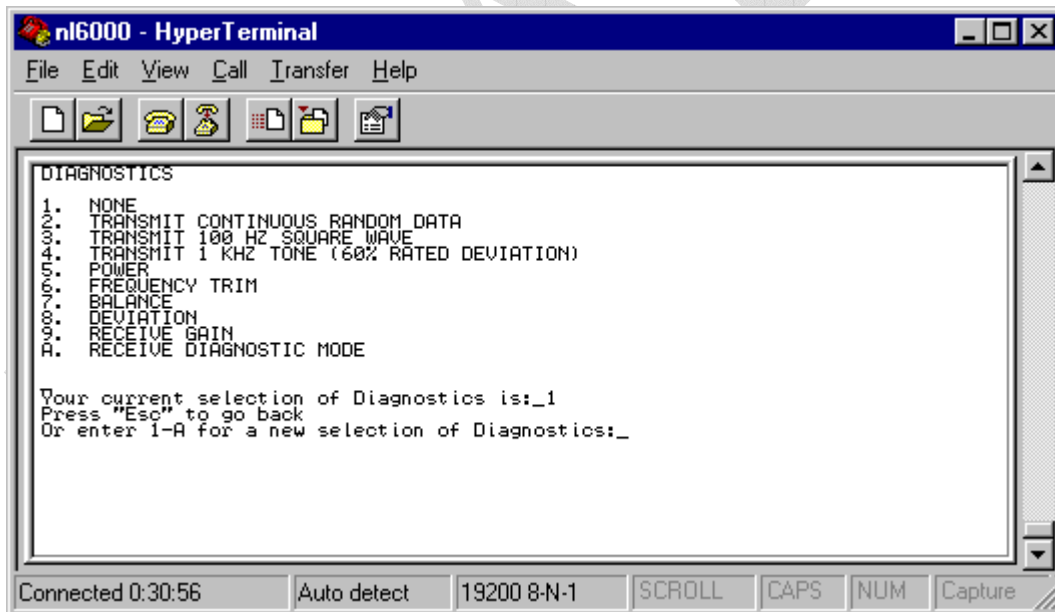 nl6000 - HyperTerminal
File Edit View Call Transfer Help
DIAGNOSTICS
1. NONE
2. TRANSMIT CONTINUOUS RANDOM DATA
3. TRANSMIT 100 HZ SQUARE WAVE
4. TRANSMIT 1 KHZ TONE (60% RATED DEVIATION)
5. POWER
6. FREQUENCY TRIM
7. BALANCE
8. DEVIATION
9. RECEIVE GAIN
A. RECEIVE DIAGNOSTIC MODE
Your current selection of Diagnostics is:_1
Press "Esc" to go back
Or enter 1-A for a new selection of Diagnostics:_
Connected 0:30:56 Auto detect 19200 8-N-1 SCROLL CAPS NUM Capture